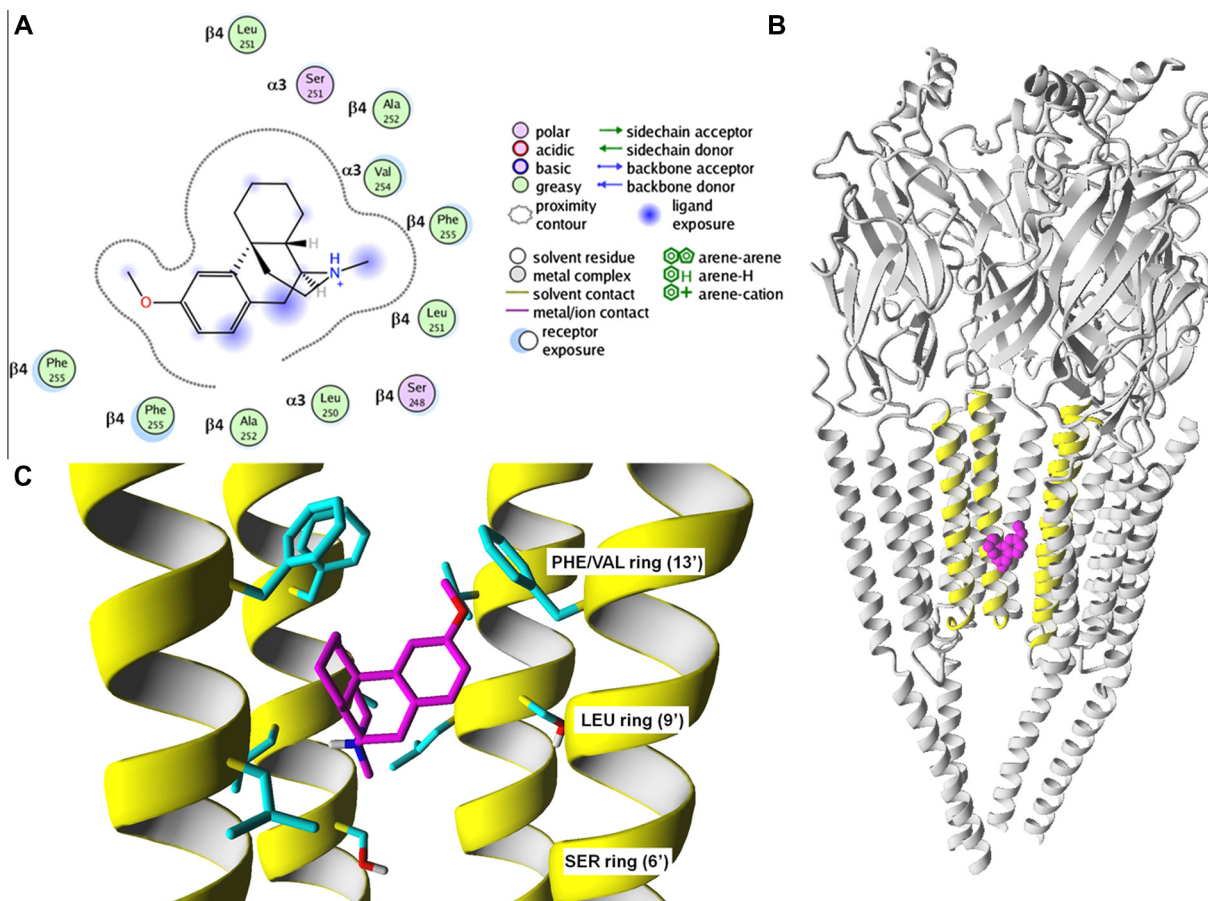 A
β4 Leu 251
α3 Ser 251
β4 Ala 252
α3 Val 254
β4 Phe 255
β4 Leu 251
β4 Ser 248
α3 Leu 250
β4 Ala 252
β4 Phe 255
β4 Phe 255
H
H
N
+
H
O
polar
acidic
basic
greasy
proximity
contour
sidechain acceptor
sidechain donor
backbone acceptor
backbone donor
ligand
exposure
solvent residue
metal complex
solvent contact
metal/ion contact
receptor
exposure
arene-arene
H arene-H
+ arene-cation
B
C
PHE/VAL ring (13’)
LEU ring (9’)
SER ring (6’)